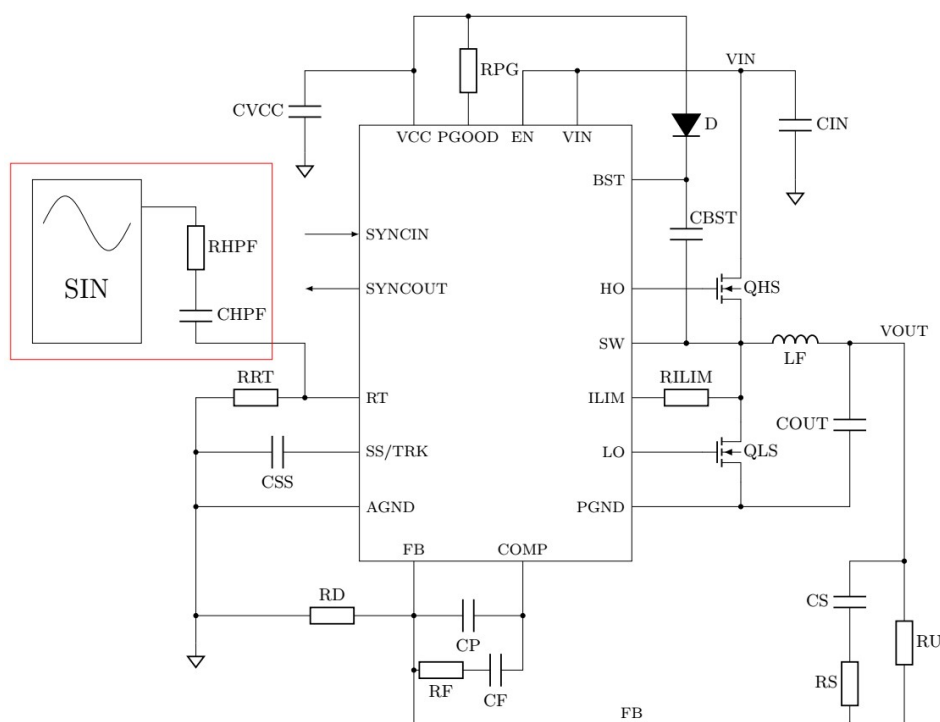 VIN
RPG
CVCC
VCC
PGOOD
EN
VIN
D
CIN
BST
CBST
SYNCIN
RHPF
SIN
SYNCOUT
CHPF
HO
QHS
SW
VOUT
LF
RRT
RT
ILIM
RILIM
COUT
SS/TRK
CSS
LO
QLS
AGND
PGND
FB
COMP
RD
CP
CS
RU
RF
CF
RS
FB